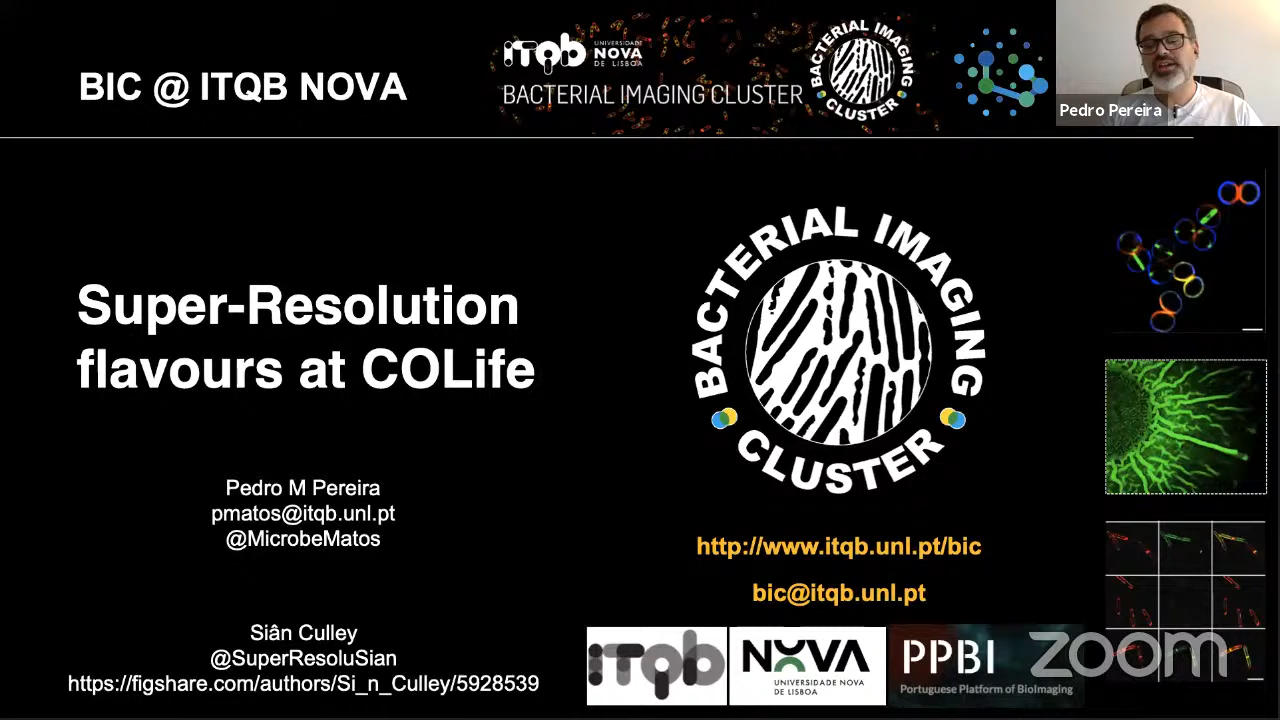 BIC @ ITQB NOVA
iTqb
UNIVERSIDADE
NOVA
DE LISBOA
BACTERIAL IMAGING CLUSTER
BACTERIAL IMAGING
CLUSTER
Pedro Pereira
Super-Resolution
flavours at COLife
BACTERIAL IMAGING
CLUSTER
Pedro M Pereira
pmatos@itqb.unl.pt
@MicrobeMatos
http://www.itqb.unl.pt/bic
bic@itqb.unl.pt
Siân Culley
@SuperResoluSian
https://figshare.com/authors/Si_n_Culley/5928539
iTqb
NOVA
UNIVERSIDADE NOVA
DE LISBOA
PPBI
Portuguese Platform of BioImaging
zoom